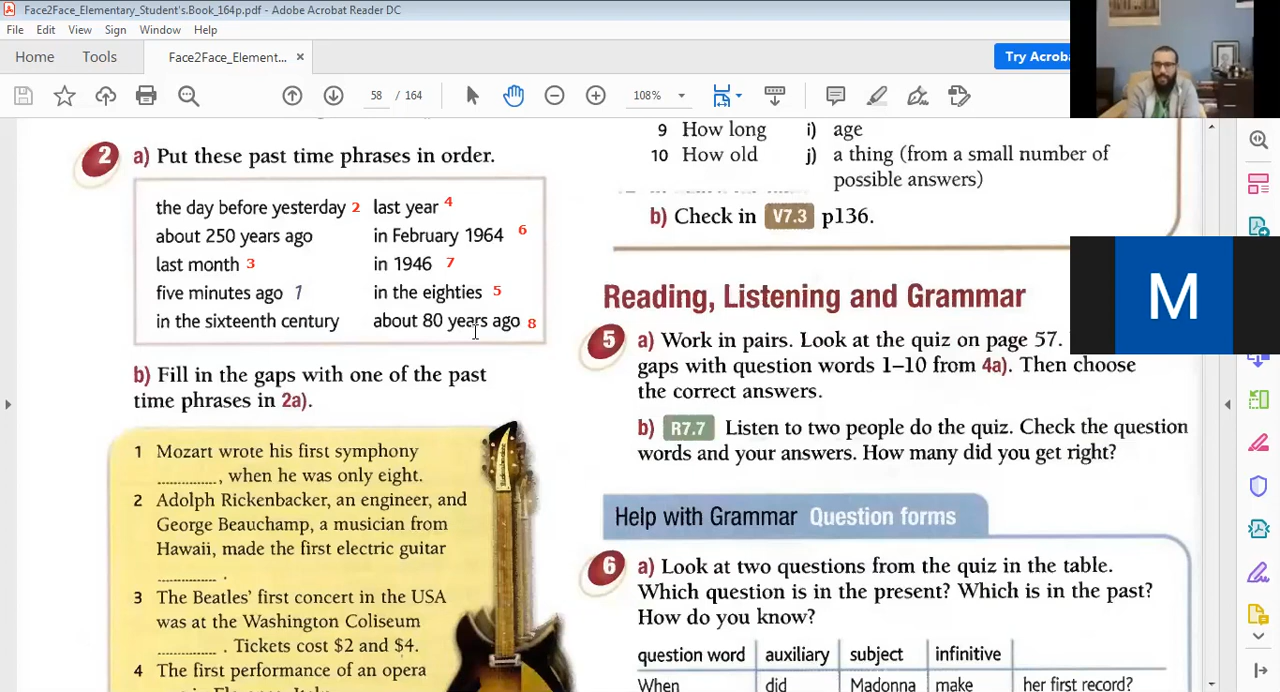 Face2Face_Elementary_Student's.Book_164p.pdf - Adobe Acrobat Reader DC
File Edit View Sign Window Help
Home Tools Face2Face_Element... × Try Acroba
58 / 164 108%
2 a) Put these past time phrases in order.
the day before yesterday 2 last year 4
about 250 years ago in February 1964 6
last month 3 in 1946 7
five minutes ago 1 in the eighties 5
in the sixteenth century about 80 years ago 8
b) Fill in the gaps with one of the past
time phrases in 2a).
1 Mozart wrote his first symphony
.............. , when he was only eight.
2 Adolph Rickenbacker, an engineer, and
George Beauchamp, a musician from
Hawaii, made the first electric guitar
.............. .
3 The Beatles' first concert in the USA
was at the Washington Coliseum
.............. . Tickets cost $2 and $4.
4 The first performance of an opera
9 How long i) age
10 How old j) a thing (from a small number of
possible answers)
b) Check in V7.3 p136.
Reading, Listening and Grammar
5 a) Work in pairs. Look at the quiz on page 57.
gaps with question words 1–10 from 4a). Then choose
the correct answers.
b) R7.7 Listen to two people do the quiz. Check the question
words and your answers. How many did you get right?
Help with Grammar Question forms
6 a) Look at two questions from the quiz in the table.
Which question is in the present? Which is in the past?
How do you know?
question word auxiliary subject infinitive
When did Madonna make her first record?
M